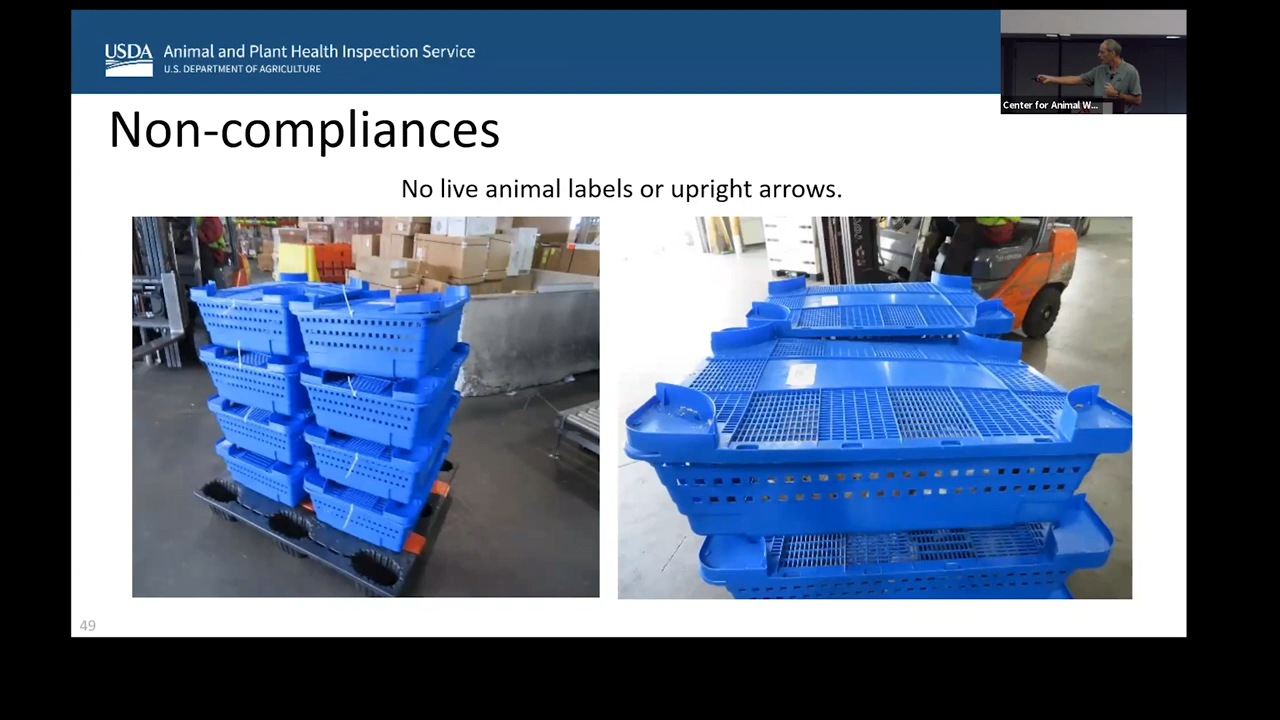 USDA
Animal and Plant Health Inspection Service
U.S. DEPARTMENT OF AGRICULTURE
Center for Animal W...
Non-compliances
No live animal labels or upright arrows.
49